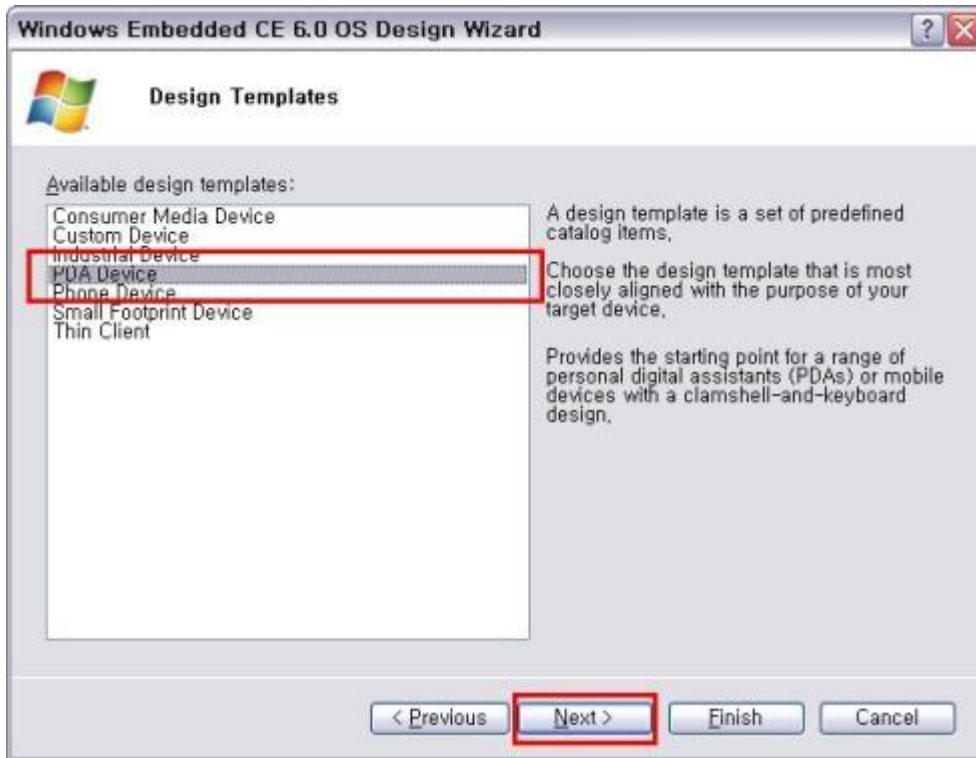 Windows Embedded CE 6.0 OS Design Wizard
Design Templates
Available design templates:
Consumer Media Device
Custom Device
Industrial Device
PDA Device
Phone Device
Small Footprint Device
Thin Client
A design template is a set of predefined
catalog items,
Choose the design template that is most
closely aligned with the purpose of your
target device,
Provides the starting point for a range of
personal digital assistants (PDAs) or mobile
devices with a clamshell-and-keyboard
design,
< Previous
Next >
Finish
Cancel